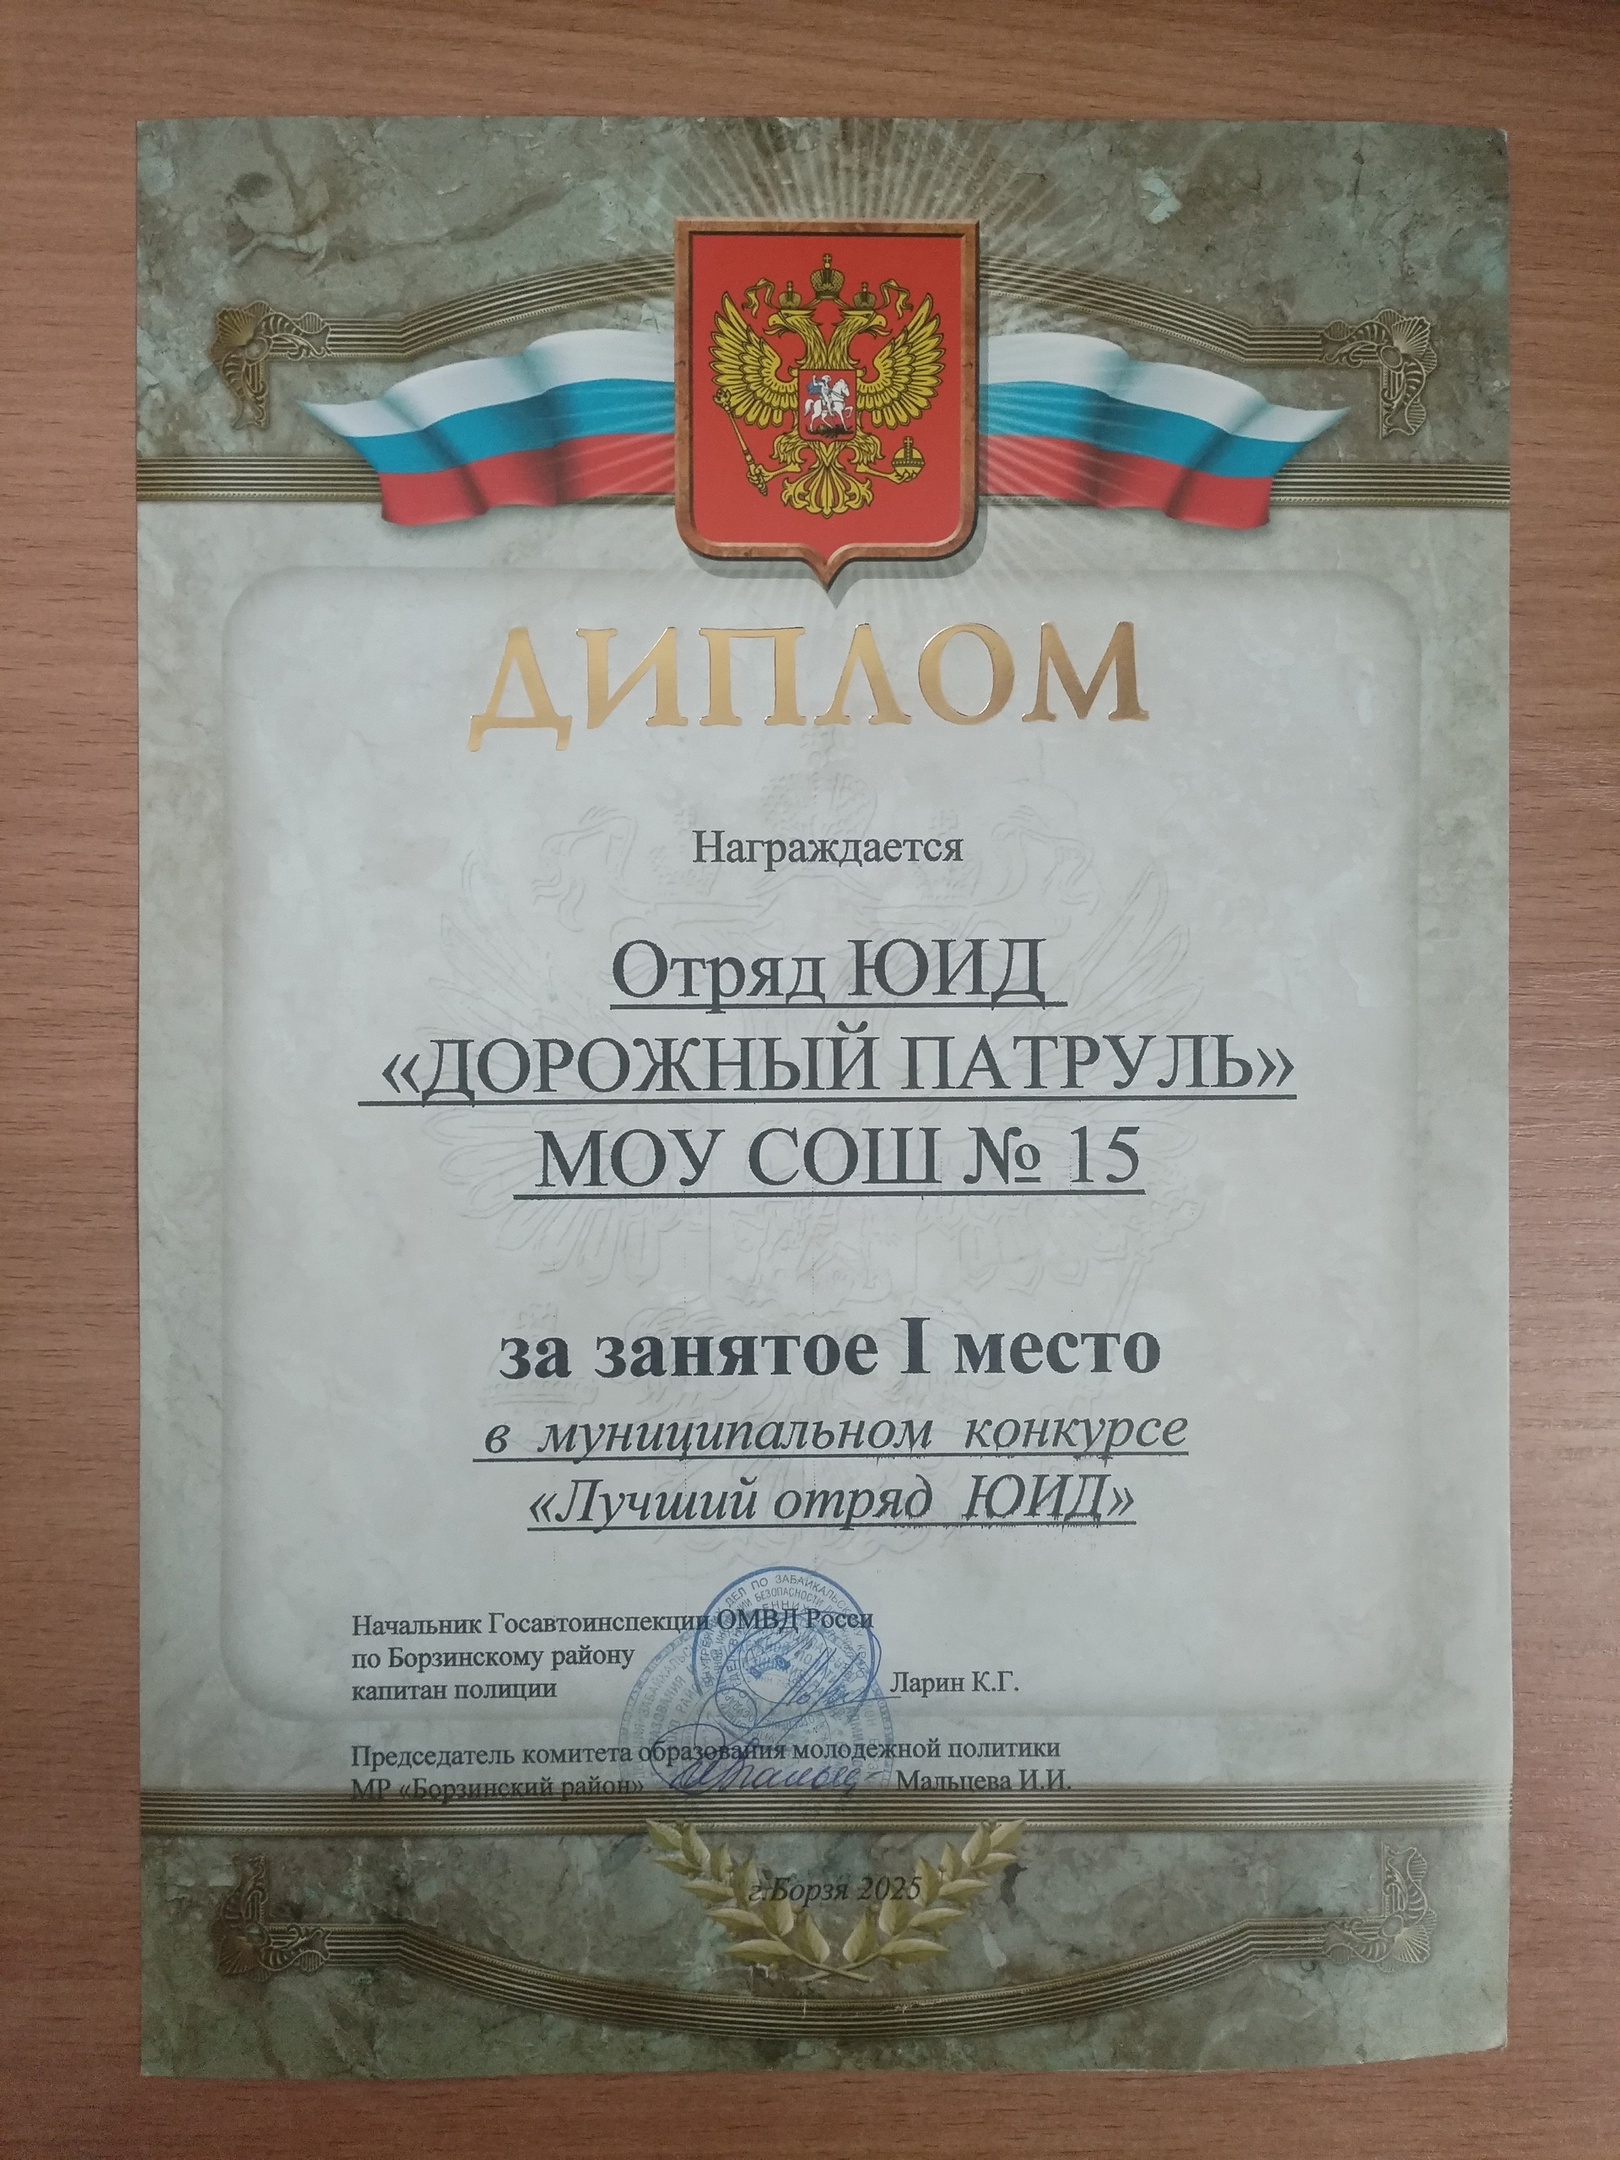 ДИПЛОМ
Награждается
Отряд ЮИД
«ДОРОЖНЫЙ ПАТРУЛЬ»
МОУ СОШ № 15
за занятое I место
в муниципальном конкурсе
«Лучший отряд ЮИД»
Начальник Госавтоинспекции ОМВД Росси
по Борзинскому району
капитан полиции Ларин К.Г.
Председатель комитета образования молодежной политики
МР «Борзинский район» Мальцева И.И.
г.Борзя 2025